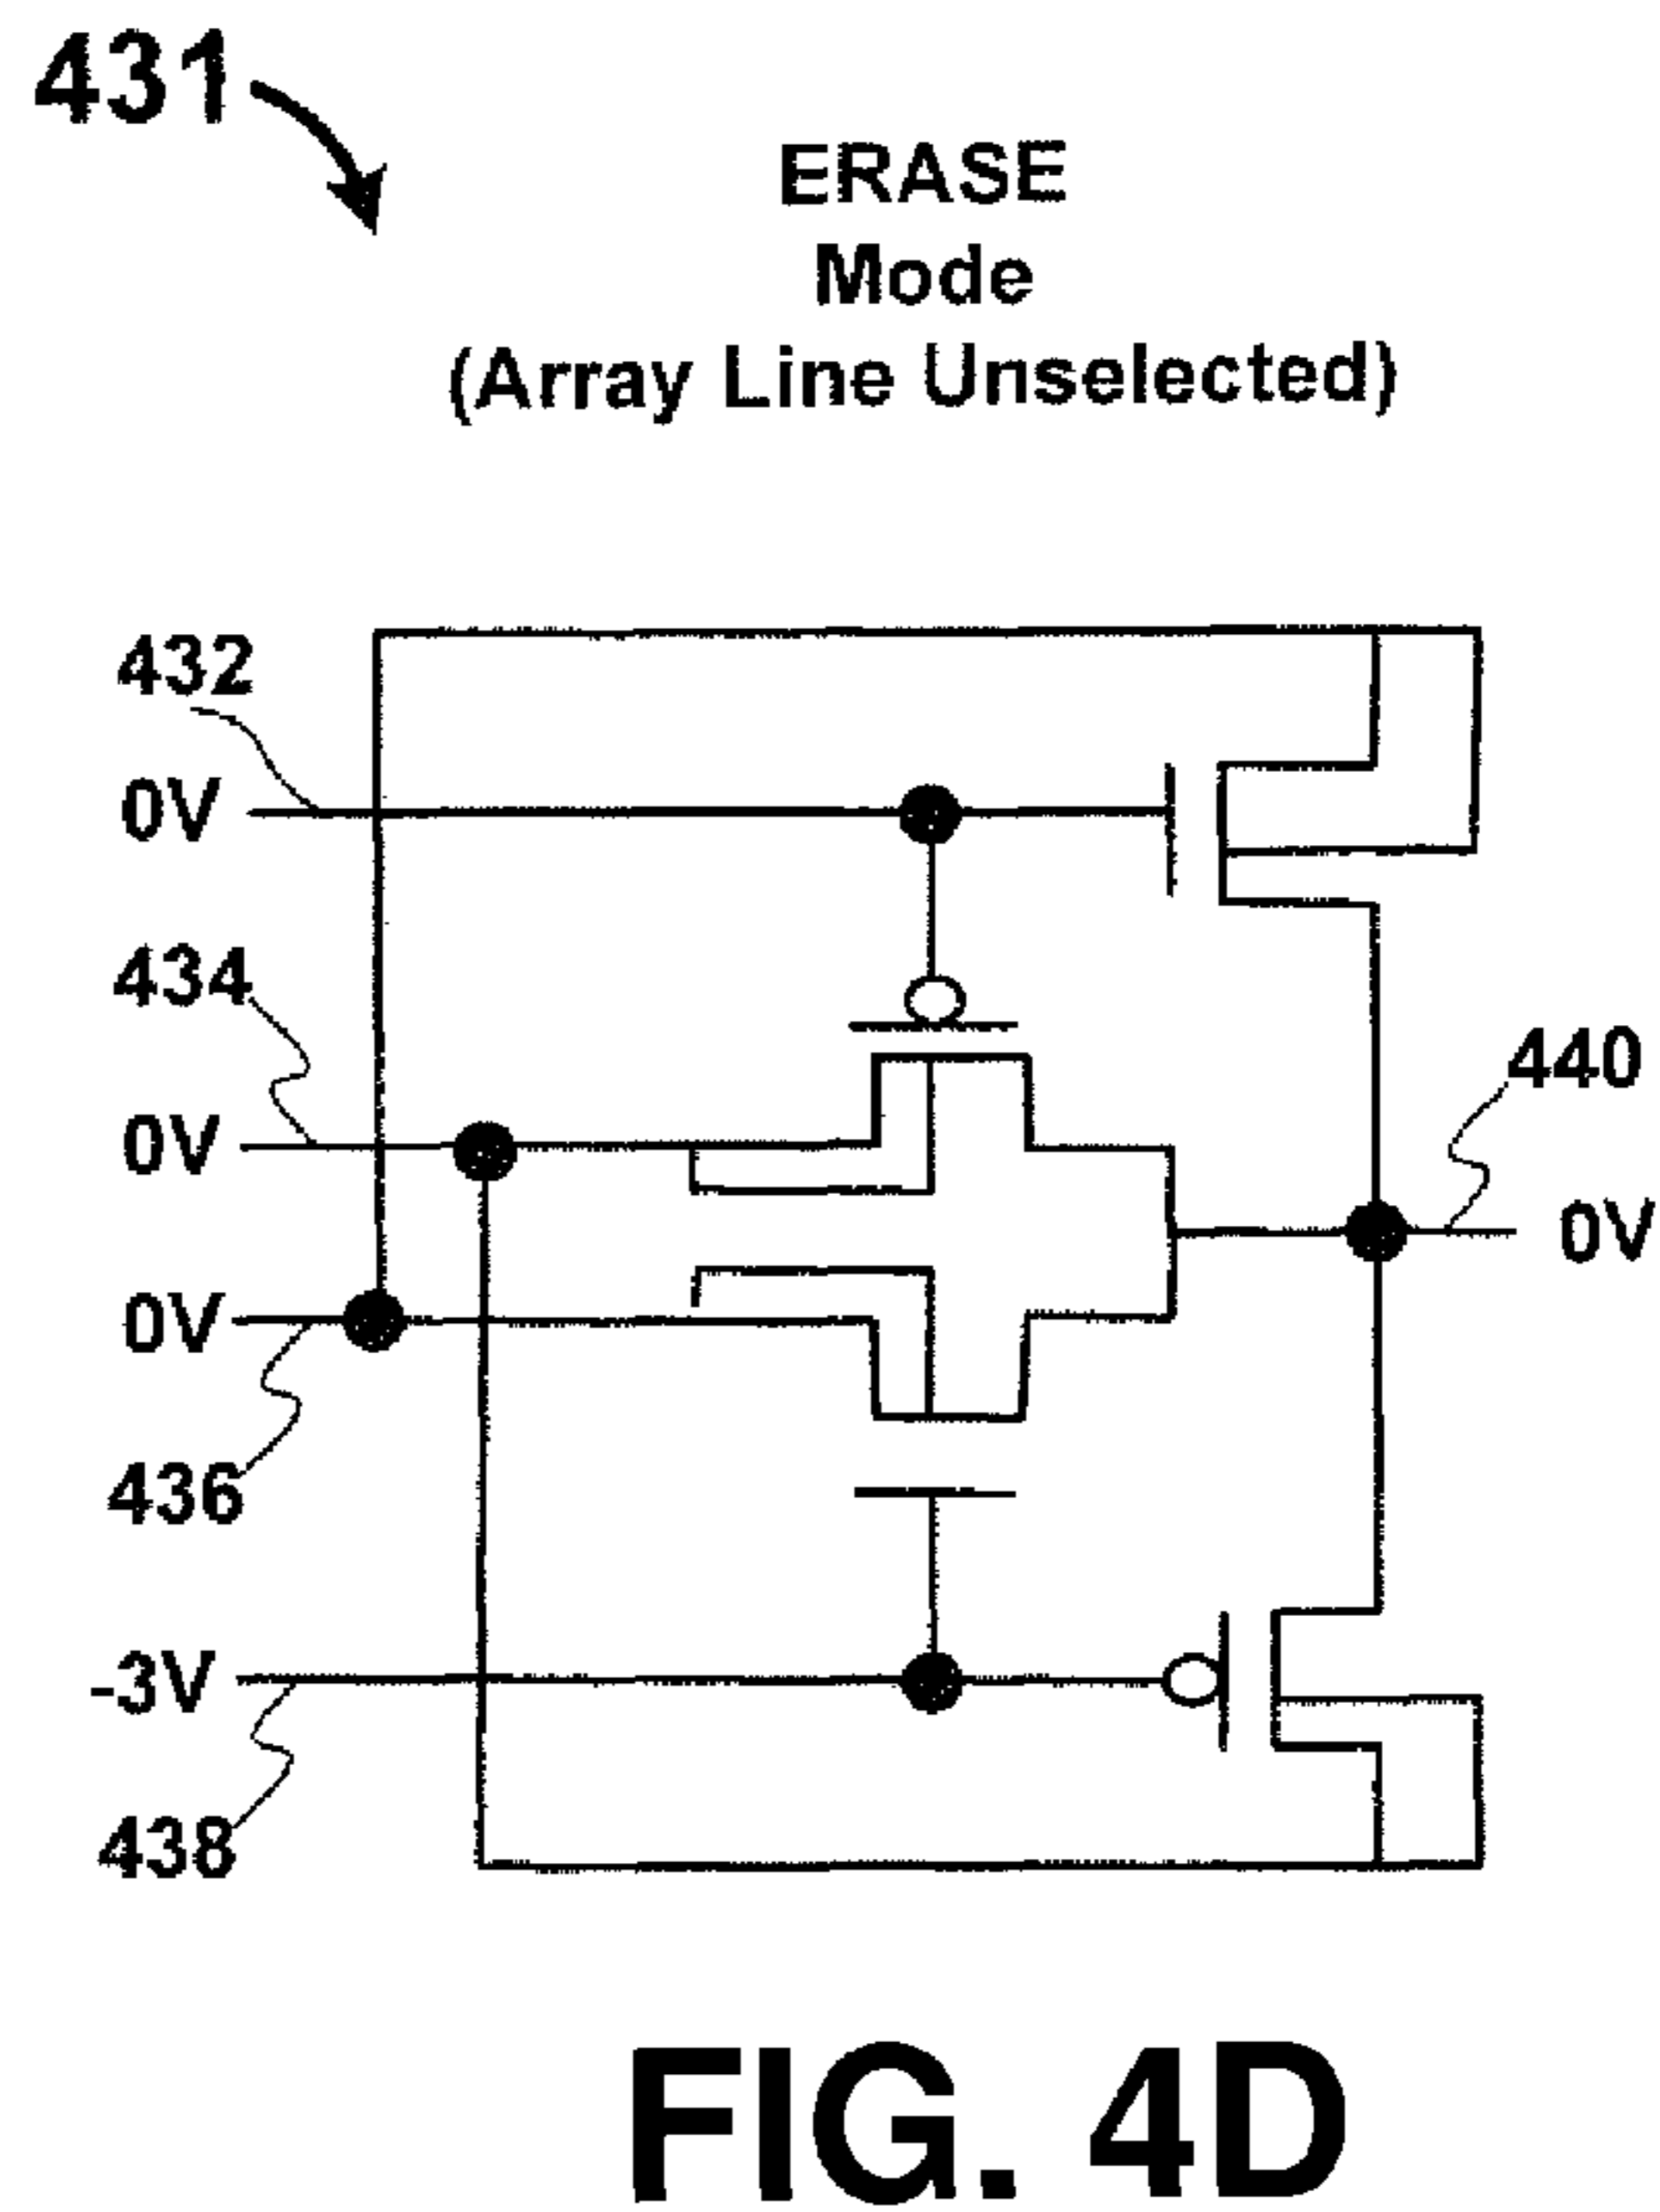 431
ERASE
Mode
(Array Line Unselected)
432
0V
434
0V
440
0V
0V
436
-3V
438
FIG. 4D